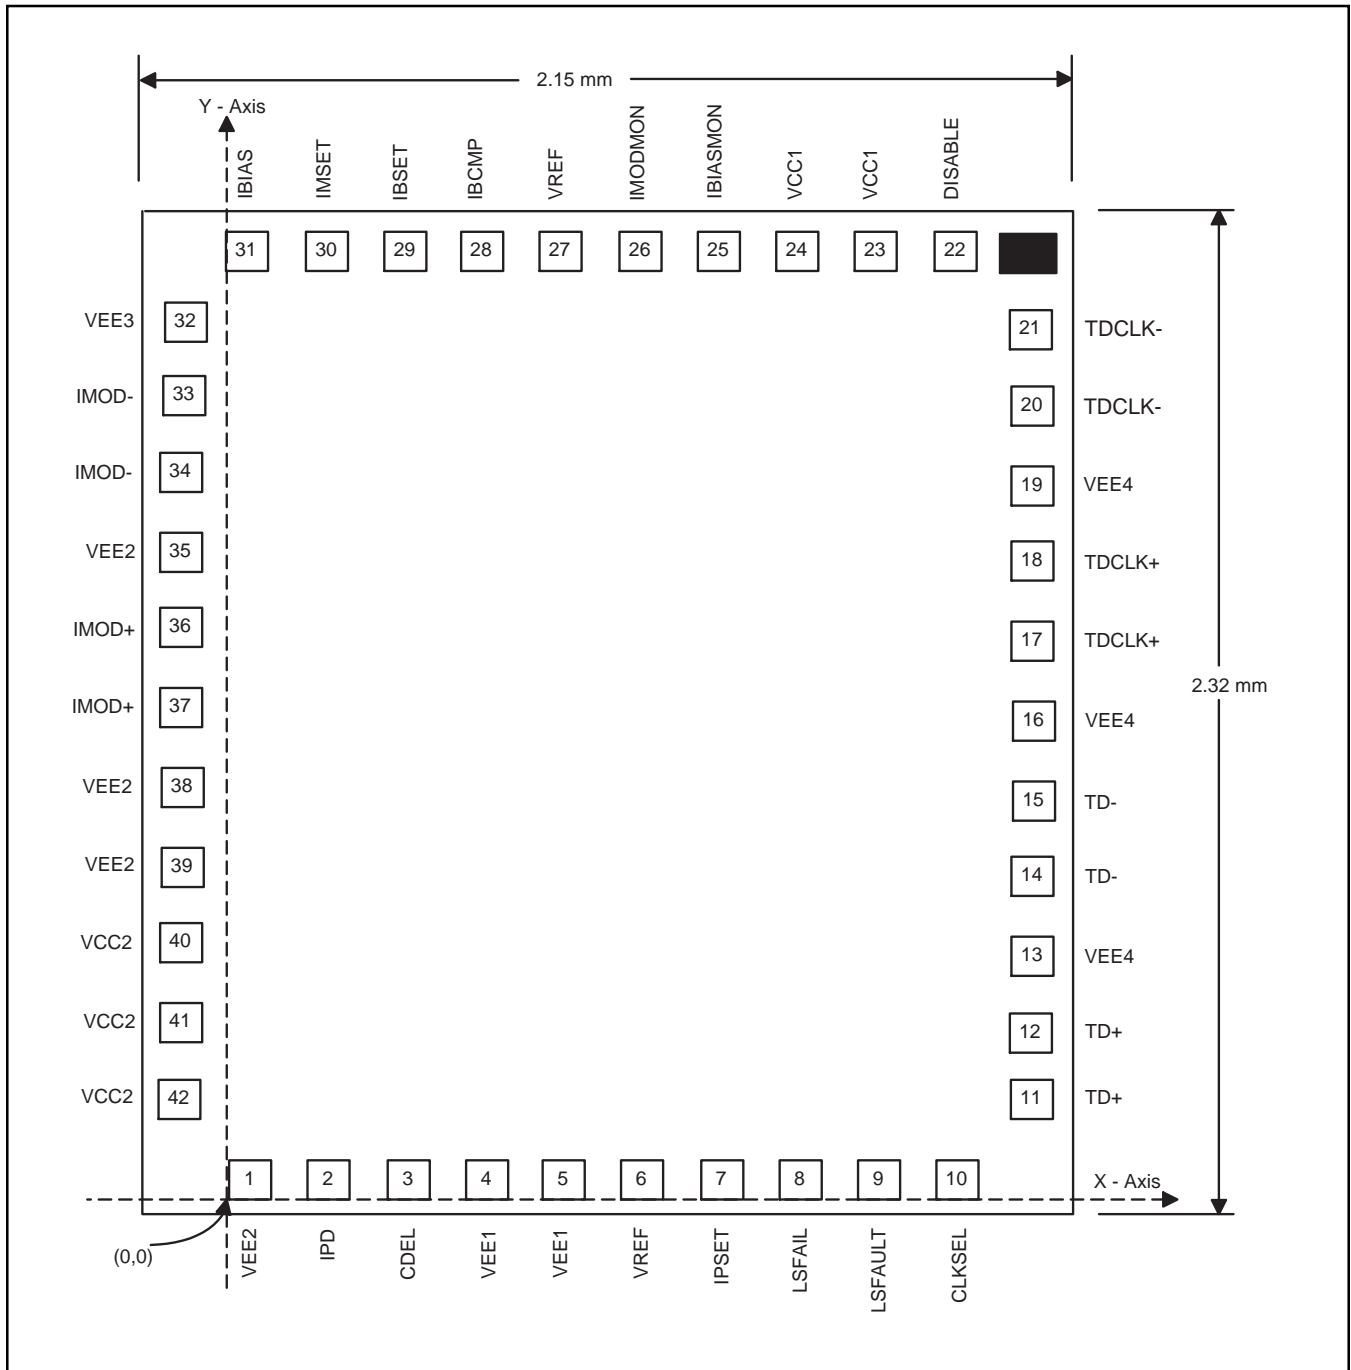 2.15 mm
Y - Axis
IBIAS
IMSET
IBSET
IBCMP
VREF
IMODMON
IBIASMON
VCC1
VCC1
DISABLE
31
30
29
28
27
26
25
24
23
22
VEE3
32
21
TDCLK-
IMOD-
33
20
TDCLK-
IMOD-
34
19
VEE4
VEE2
35
18
TDCLK+
IMOD+
36
17
TDCLK+
2.32 mm
IMOD+
37
16
VEE4
VEE2
38
15
TD-
VEE2
39
14
TD-
VCC2
40
13
VEE4
VCC2
41
12
TD+
VCC2
42
11
TD+
1
2
3
4
5
6
7
8
9
10
X - Axis
(0,0)
VEE2
IPD
CDEL
VEE1
VEE1
VREF
IPSET
LSFAIL
LSFAULT
CLKSEL